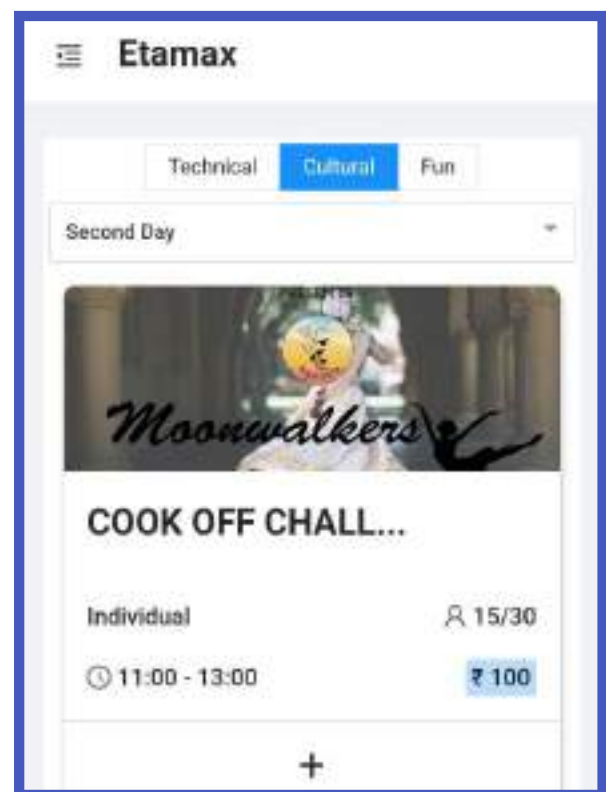 Etamax
Technical Cultural Fun
Second Day
Moonwalkers
COOK OFF CHALL...
Individual 15/30
11:00 - 13:00 ₹ 100
+